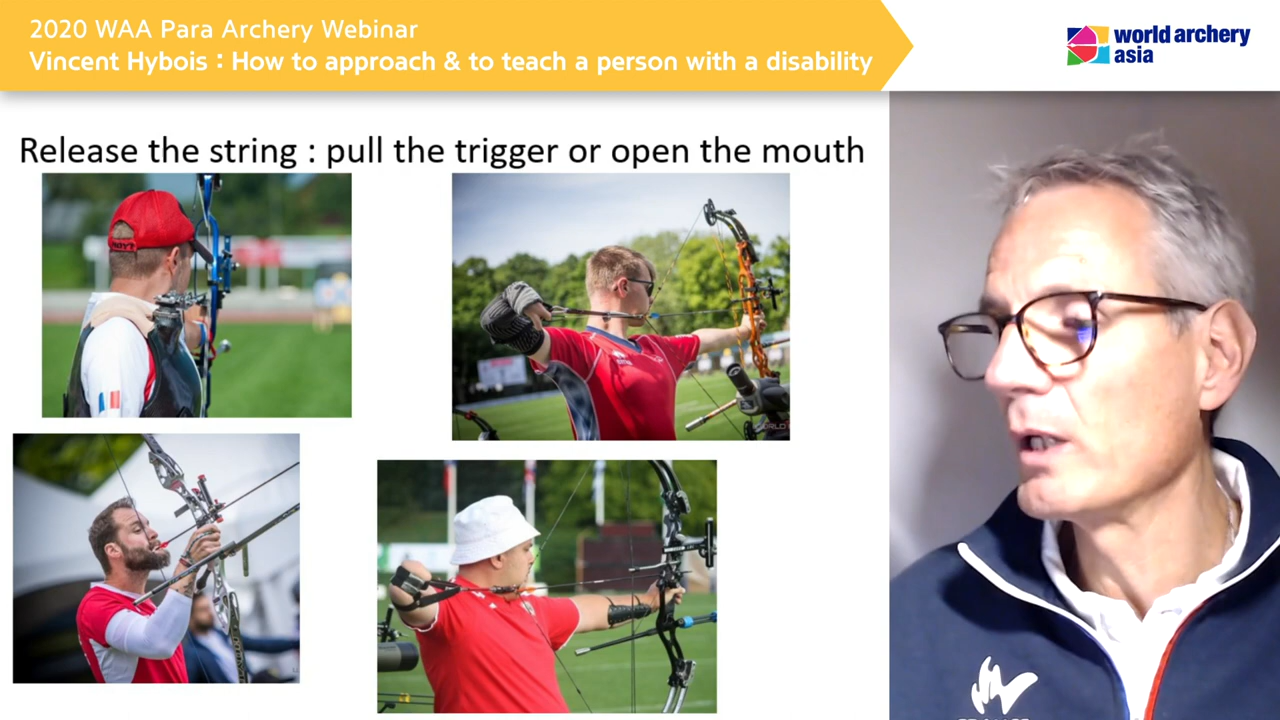 2020 WAA Para Archery Webinar
Vincent Hybois : How to approach & to teach a person with a disability
world archery
asia
Release the string : pull the trigger or open the mouth
HOYT